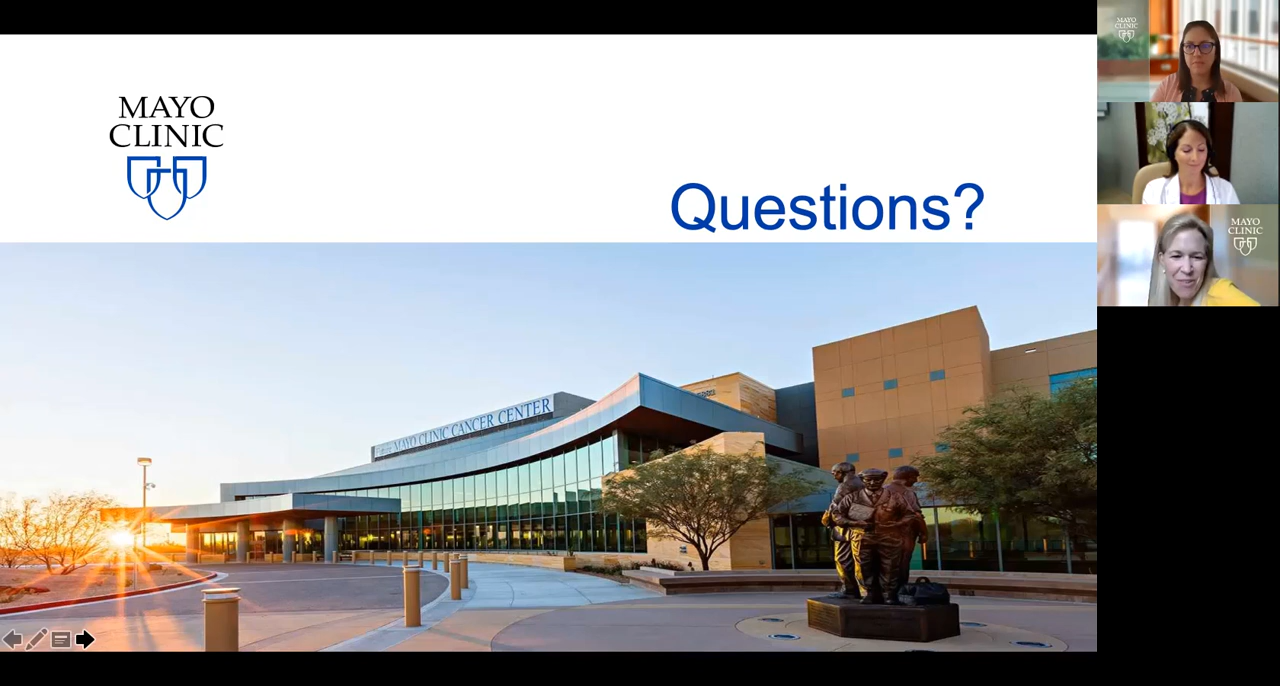 MAYO
CLINIC
Questions?
MAYO CLINIC CANCER CENTER
MAYO
CLINIC
MAYO
CLINIC